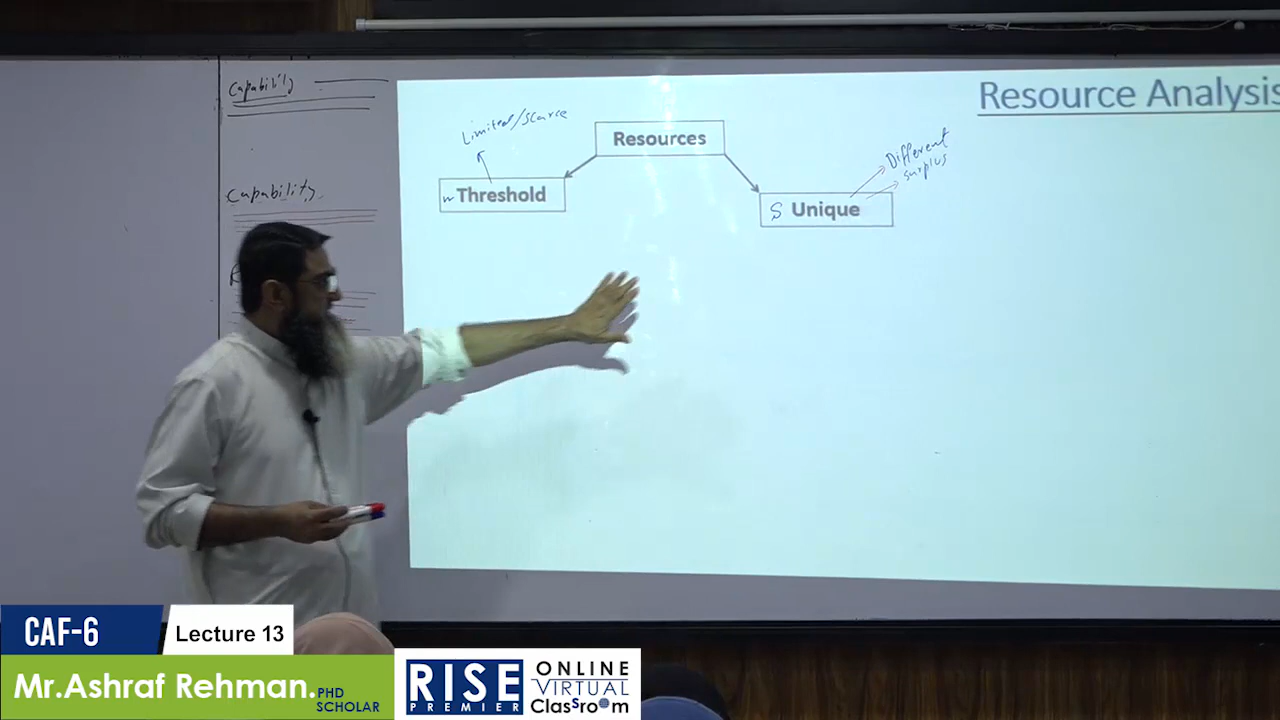 Capability
Capability
Resource Analysis
Limited/scarce
Resources
Different
surplus
w Threshold
S Unique
CAF-6
Lecture 13
Mr.Ashraf Rehman. PHD
SCHOLAR
RISE
PREMIER
ONLINE
VIRTUAL
ClasSroom